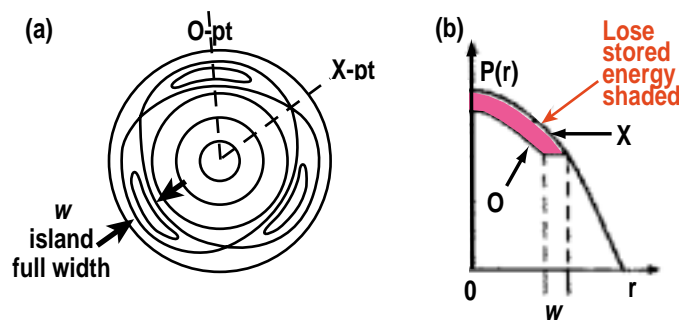 (a)
O-pt
X-pt
w
island
full width
(b)
P(r)
Lose
stored
energy
shaded
X
O
0
w
r